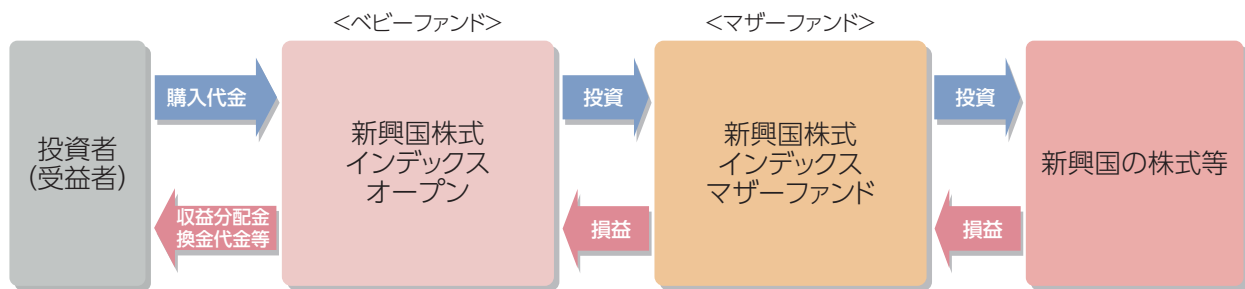 <ベビーファンド>
<マザーファンド>
投資者
(受益者)
購入代金
収益分配金
換金代金等
新興国株式
インデックス
オープン
投資
損益
新興国株式
インデックス
マザーファンド
投資
損益
新興国の株式等